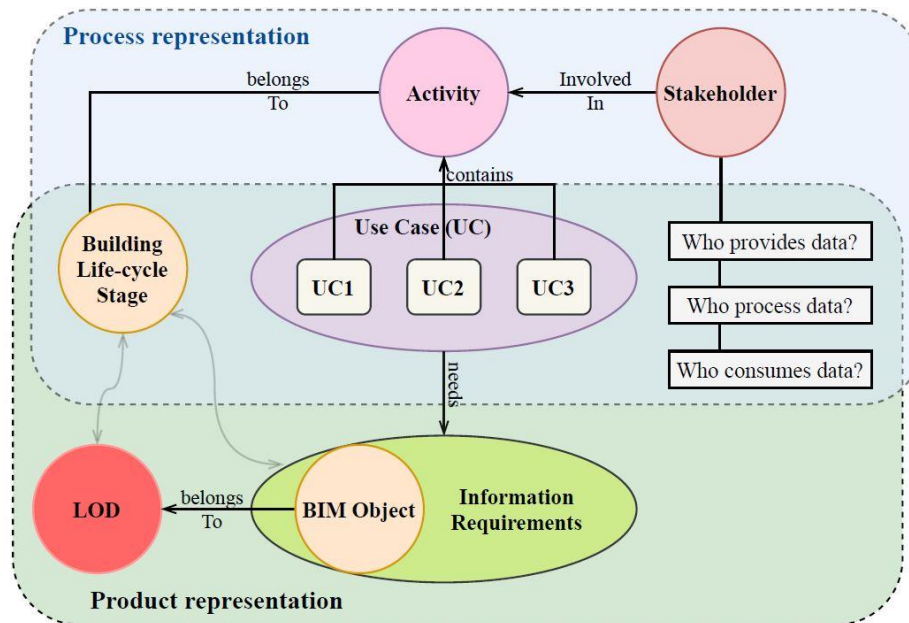 Process representation
belongs
To
Activity
Involved
In
Stakeholder
contains
Building
Life-cycle
Stage
Use Case (UC)
UC1
UC2
UC3
Who provides data?
Who process data?
Who consumes data?
needs
LOD
belongs
To
BIM Object
Information
Requirements
Product representation